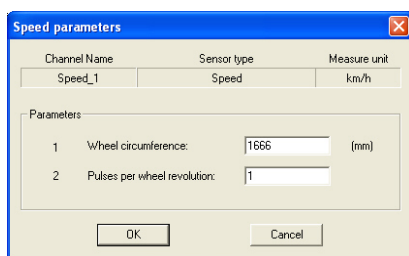 Speed parameters
Channel Name Sensor type Measure unit
Speed_1 Speed km/h
Parameters
1 Wheel circumference: 1666 (mm)
2 Pulses per wheel revolution: 1
OK Cancel